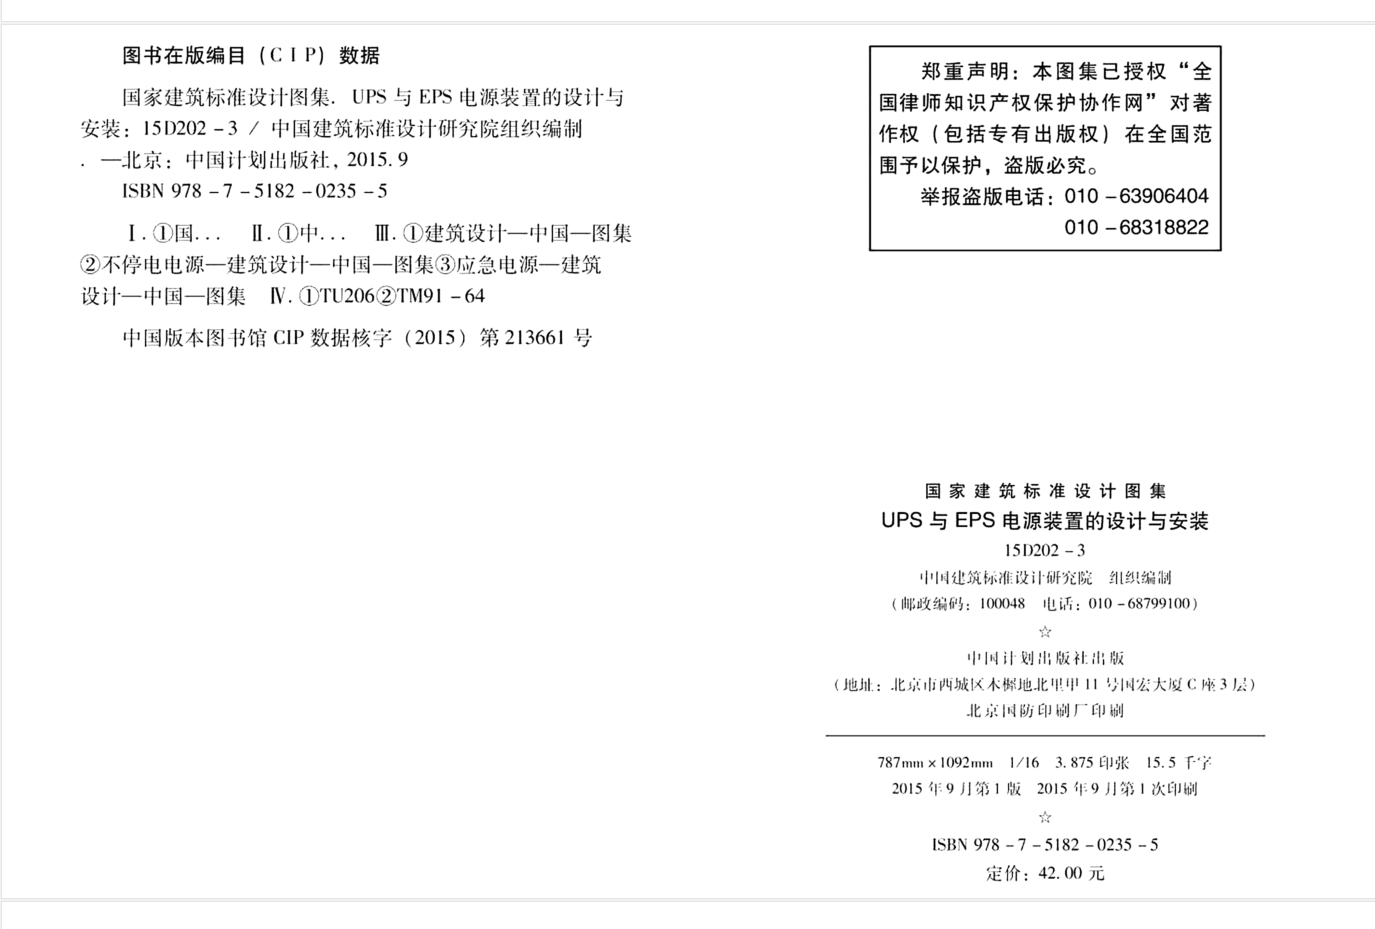 图书在版编目（CIP）数据
国家建筑标准设计图集. UPS 与 EPS 电源装置的设计与
安装：15D202－3 / 中国建筑标准设计研究院组织编制
. —北京：中国计划出版社，2015.9
ISBN 978－7－5182－0235－5
Ⅰ.①国... Ⅱ.①中... Ⅲ.①建筑设计—中国—图集
②不停电电源—建筑设计—中国—图集③应急电源—建筑
设计—中国—图集 Ⅳ.①TU206②TM91－64
中国版本图书馆 CIP 数据核字（2015）第 213661 号
郑重声明：本图集已授权“全
国律师知识产权保护协作网”对著
作权（包括专有出版权）在全国范
围予以保护，盗版必究。
举报盗版电话：010－63906404
010－68318822
国家建筑标准设计图集
UPS 与 EPS 电源装置的设计与安装
15D202－3
中国建筑标准设计研究院 组织编制
（邮政编码：100048 电话：010－68799100）
☆
中国计划出版社出版
（地址：北京市西城区木樨地北里甲 11 号国宏大厦 C 座 3 层）
北京国防印刷厂印刷
787mm×1092mm 1/16 3.875 印张 15.5 千字
2015 年 9 月第 1 版 2015 年 9 月第 1 次印刷
☆
ISBN 978－7－5182－0235－5
定价：42.00 元